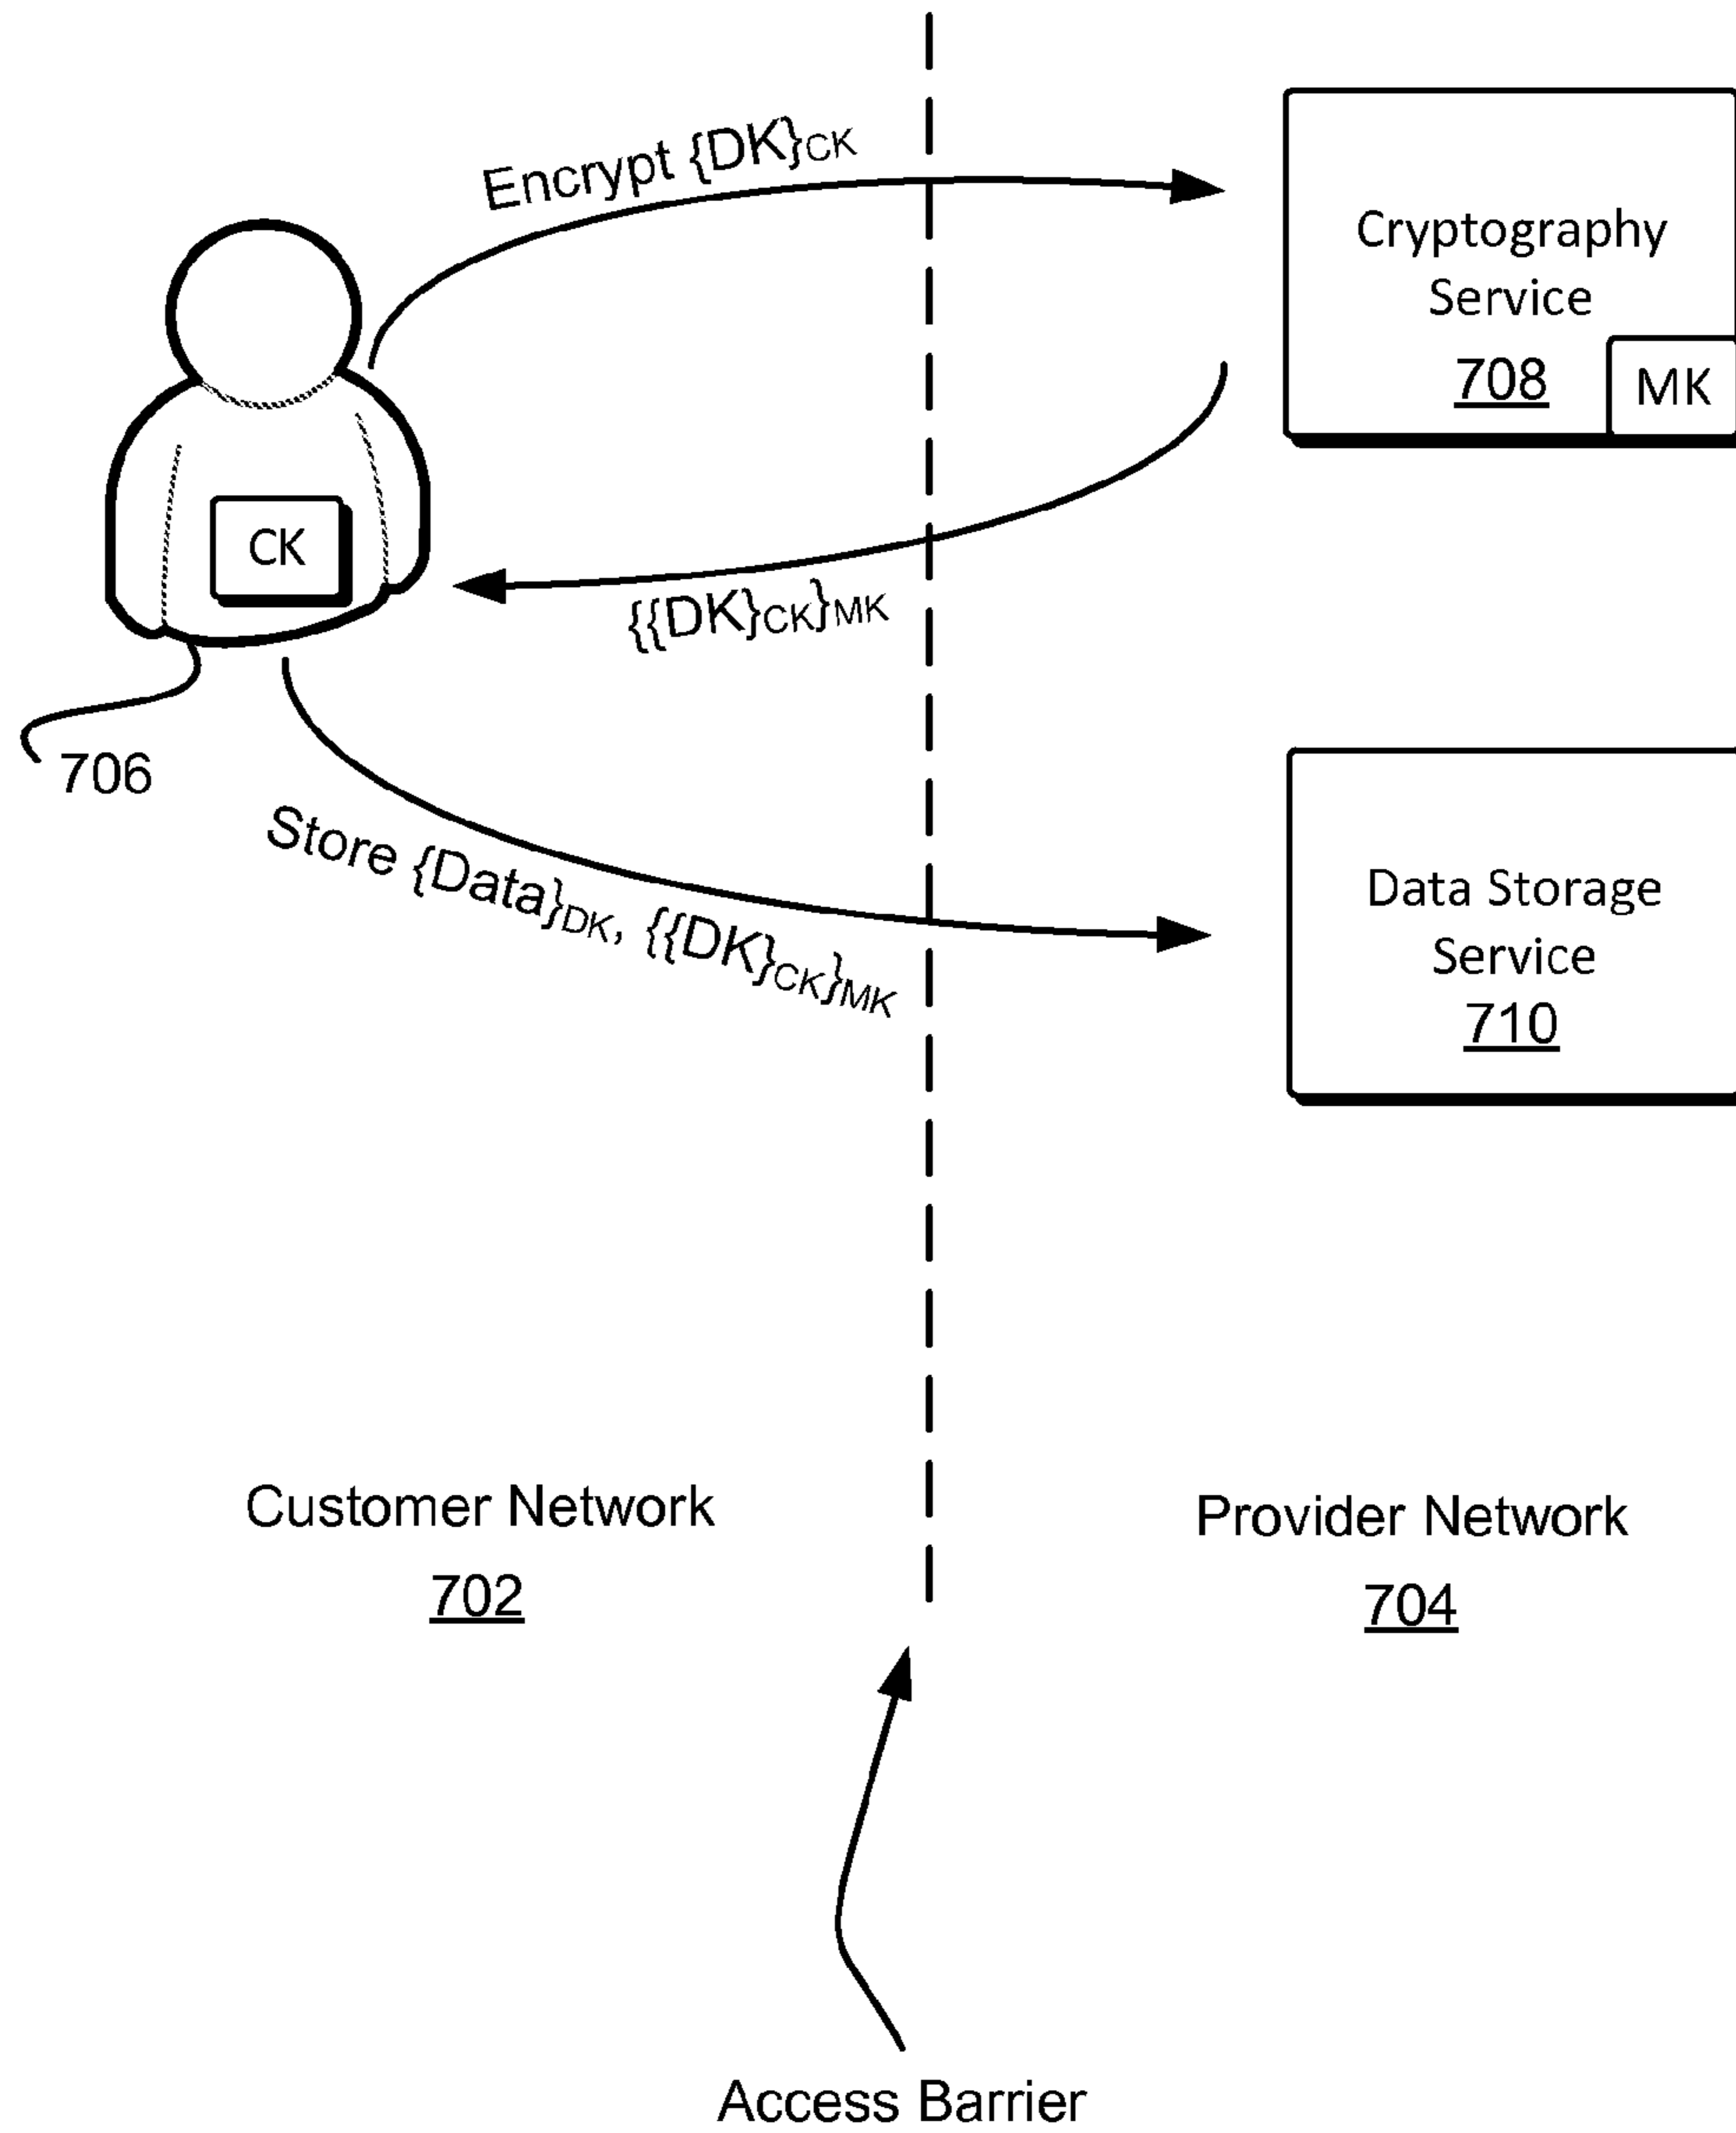 Encrypt {DK}CK
Cryptography
Service
708
MK
CK
{{DK}CK}MK
706
Store {Data}DK, {{DK}CK}MK
Data Storage
Service
710
Customer Network
702
Provider Network
704
Access Barrier